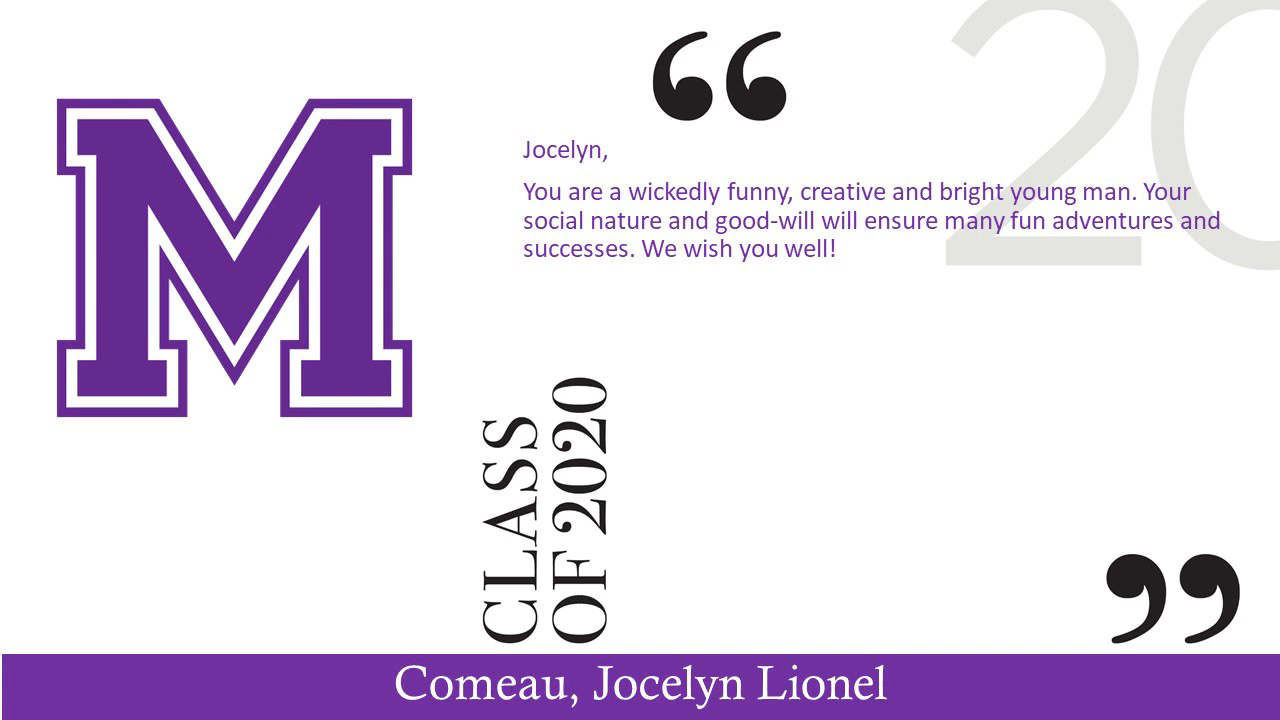 20
“
Jocelyn,
You are a wickedly funny, creative and bright young man. Your
social nature and good-will will ensure many fun adventures and
successes. We wish you well!
”
M
CLASS
OF 2020
Comeau, Jocelyn Lionel